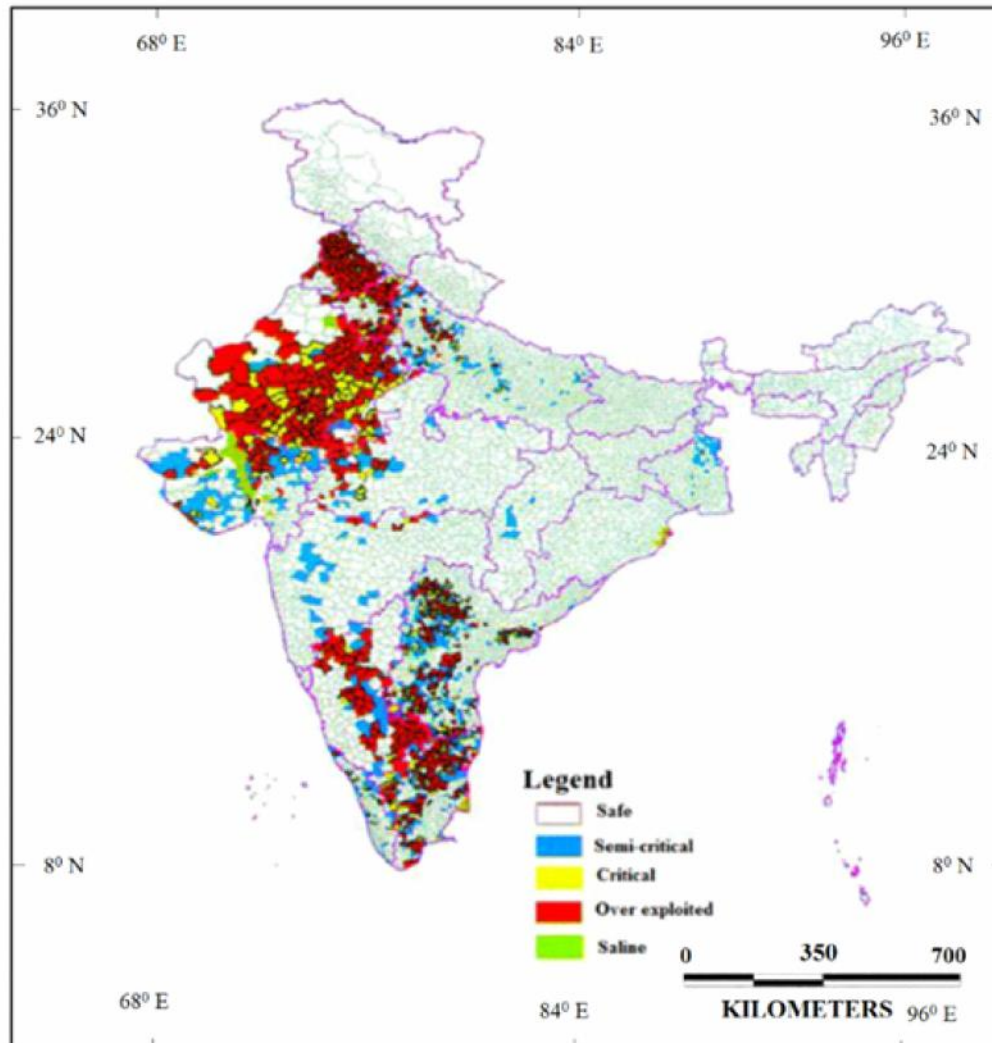 68⁰ E 84⁰ E 96⁰ E
36⁰ N 36⁰ N
24⁰ N 24⁰ N
Legend
Safe
Semi-critical
Critical
Over exploited
Saline
8⁰ N 8⁰ N
0 350 700
KILOMETERS
68⁰ E 84⁰ E 96⁰ E